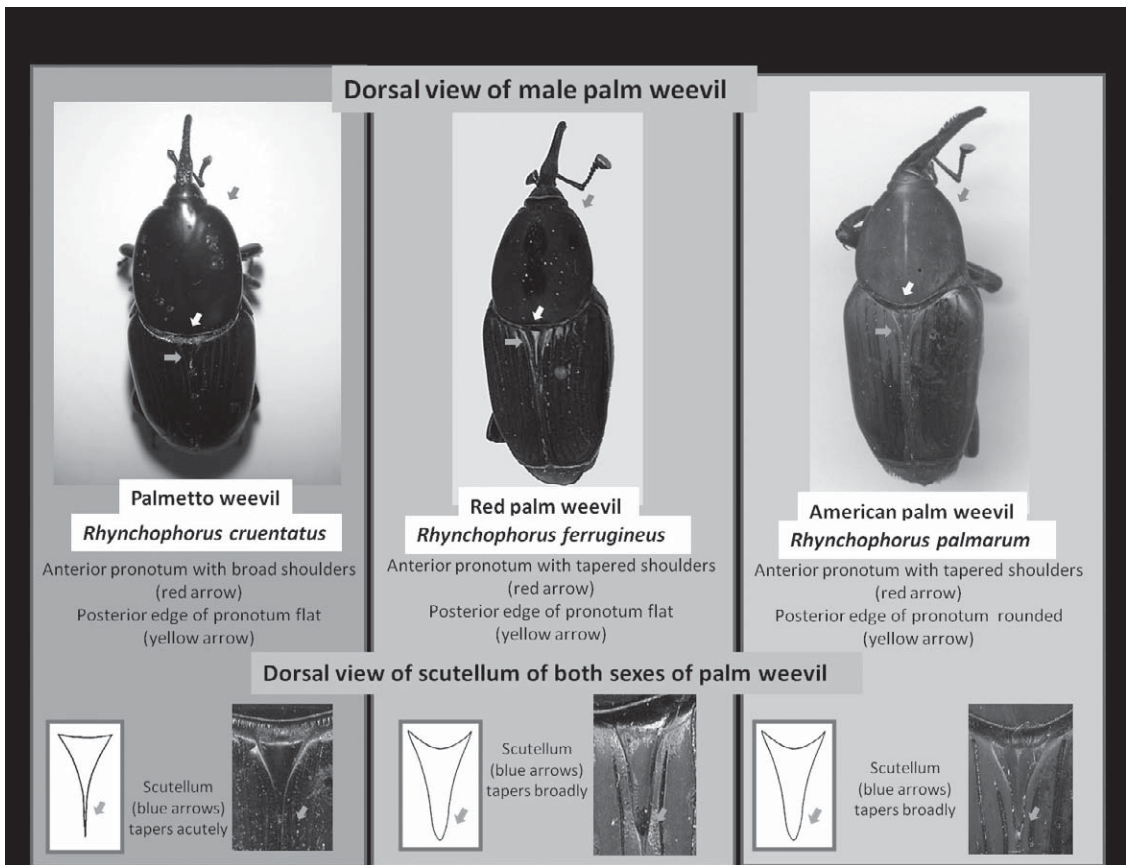 Dorsal view of male palm weevil
Palmetto weevil
Rhynchophorus cruentatus
Anterior pronotum with broad shoulders
(red arrow)
Posterior edge of pronotum flat
(yellow arrow)
Red palm weevil
Rhynchophorus ferrugineus
Anterior pronotum with tapered shoulders
(red arrow)
Posterior edge of pronotum flat
(yellow arrow)
American palm weevil
Rhynchophorus palmarum
Anterior pronotum with tapered shoulders
(red arrow)
Posterior edge of pronotum rounded
(yellow arrow)
Dorsal view of scutellum of both sexes of palm weevil
Scutellum
(blue arrows)
tapers acutely
Scutellum
(blue arrows)
tapers broadly
Scutellum
(blue arrows)
tapers broadly